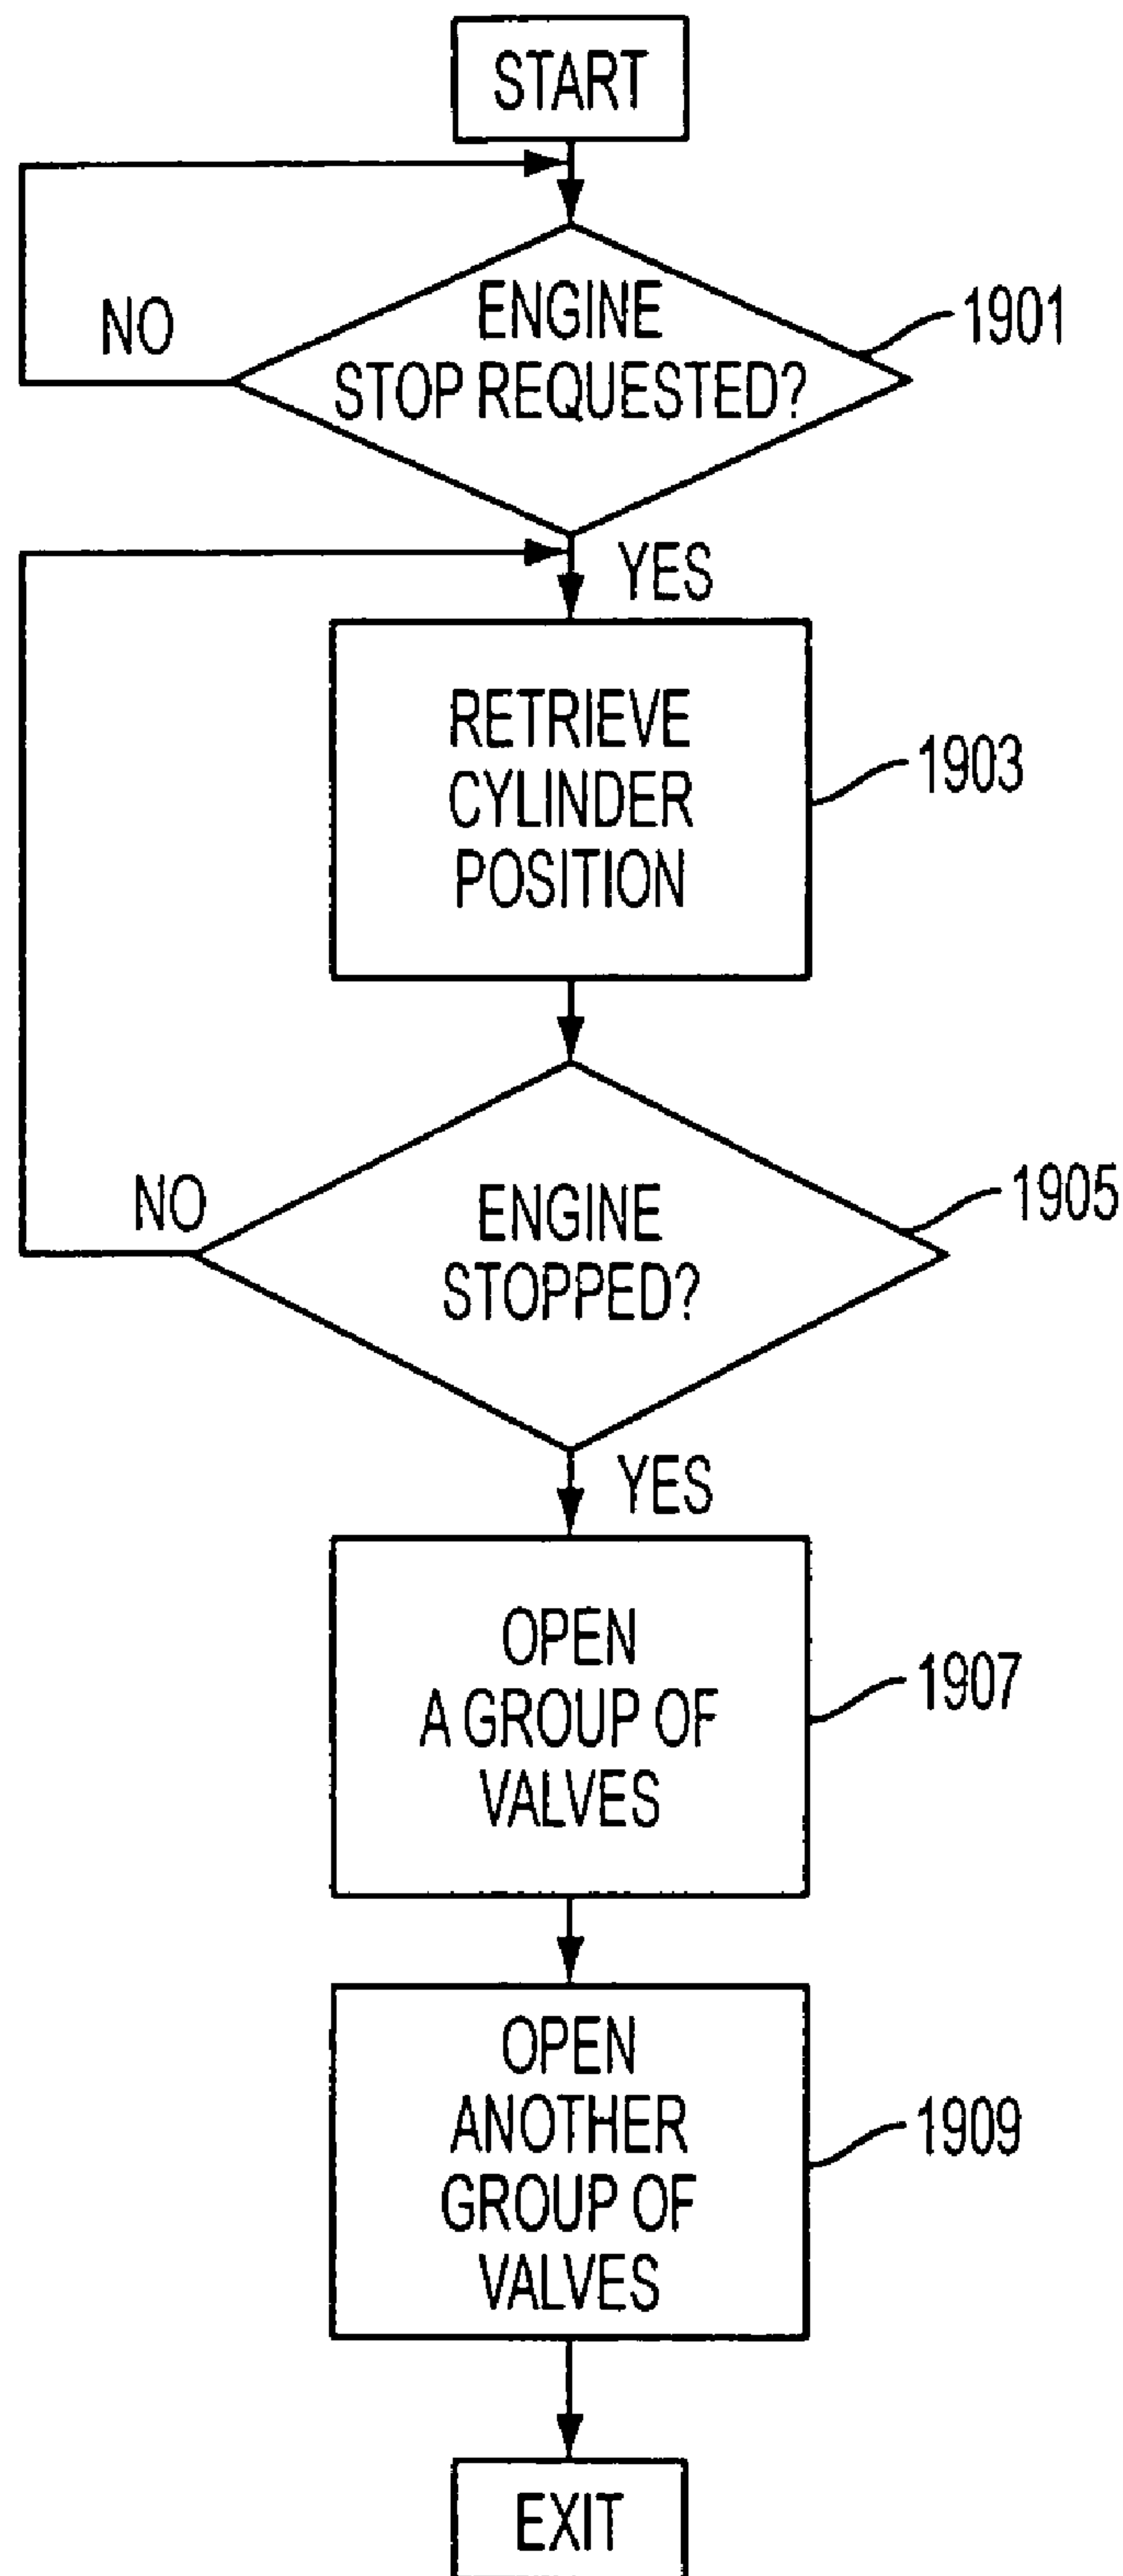 START
ENGINE
STOP REQUESTED?
1901
NO
YES
RETRIEVE
CYLINDER
POSITION
1903
ENGINE
STOPPED?
1905
NO
YES
OPEN
A GROUP OF
VALVES
1907
OPEN
ANOTHER
GROUP OF
VALVES
1909
EXIT